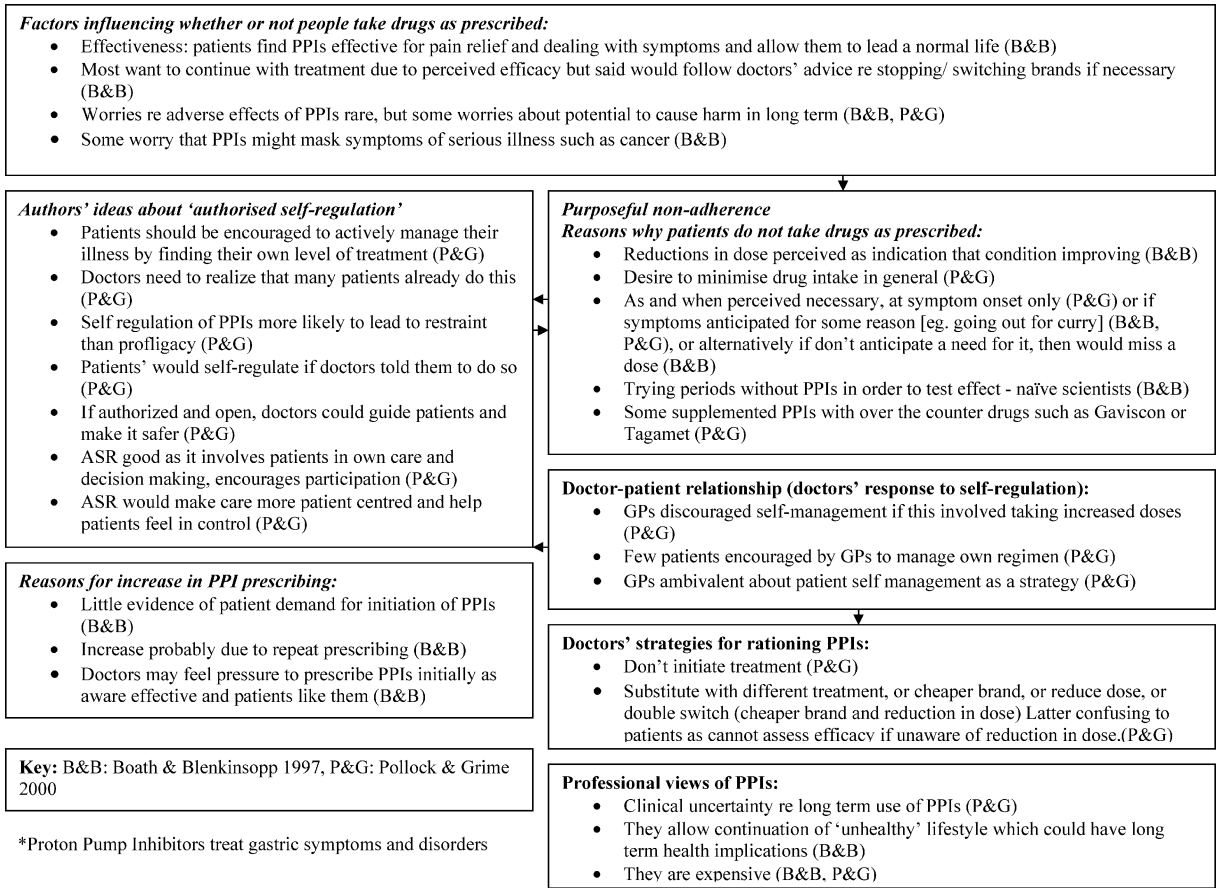 Factors influencing whether or not people take drugs as prescribed:
• Effectiveness: patients find PPIs effective for pain relief and dealing with symptoms and allow them to lead a normal life (B&B)
• Most want to continue with treatment due to perceived efficacy but said would follow doctors' advice re stopping/ switching brands if necessary
(B&B)
• Worries re adverse effects of PPIs rare, but some worries about potential to cause harm in long term (B&B, P&G)
• Some worry that PPIs might mask symptoms of serious illness such as cancer (B&B)
Authors' ideas about 'authorised self-regulation'
• Patients should be encouraged to actively manage their
illness by finding their own level of treatment (P&G)
• Doctors need to realize that many patients already do this
(P&G)
• Self regulation of PPIs more likely to lead to restraint
than profligacy (P&G)
• Patients' would self-regulate if doctors told them to do so
(P&G)
• If authorized and open, doctors could guide patients and
make it safer (P&G)
• ASR good as it involves patients in own care and
decision making, encourages participation (P&G)
• ASR would make care more patient centred and help
patients feel in control (P&G)
Purposeful non-adherence
Reasons why patients do not take drugs as prescribed:
• Reductions in dose perceived as indication that condition improving (B&B)
• Desire to minimise drug intake in general (P&G)
• As and when perceived necessary, at symptom onset only (P&G) or if
symptoms anticipated for some reason [eg. going out for curry] (B&B,
P&G), or alternatively if don't anticipate a need for it, then would miss a
dose (B&B)
• Trying periods without PPIs in order to test effect - naïve scientists (B&B)
• Some supplemented PPIs with over the counter drugs such as Gaviscon or
Tagamet (P&G)
Doctor-patient relationship (doctors' response to self-regulation):
• GPs discouraged self-management if this involved taking increased doses
(P&G)
• Few patients encouraged by GPs to manage own regimen (P&G)
• GPs ambivalent about patient self management as a strategy (P&G)
Reasons for increase in PPI prescribing:
• Little evidence of patient demand for initiation of PPIs
(B&B)
• Increase probably due to repeat prescribing (B&B)
• Doctors may feel pressure to prescribe PPIs initially as
aware effective and patients like them (B&B)
Doctors' strategies for rationing PPIs:
• Don't initiate treatment (P&G)
• Substitute with different treatment, or cheaper brand, or reduce dose, or
double switch (cheaper brand and reduction in dose) Latter confusing to
patients as cannot assess efficacy if unaware of reduction in dose.(P&G)
Key: B&B: Boath & Blenkinsopp 1997, P&G: Pollock & Grime
2000
*Proton Pump Inhibitors treat gastric symptoms and disorders
Professional views of PPIs:
• Clinical uncertainty re long term use of PPIs (P&G)
• They allow continuation of 'unhealthy' lifestyle which could have long
term health implications (B&B)
• They are expensive (B&B, P&G)